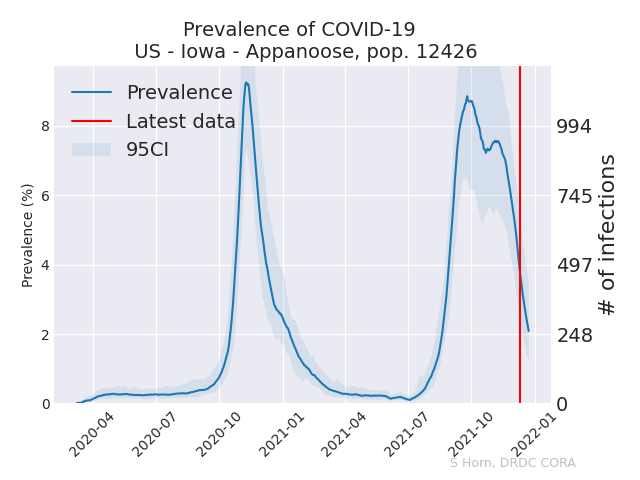 Prevalence of COVID-19
US - Iowa - Appanoose, pop. 12426
Prevalence
Latest data
95CI
Prevalence (%)
8
6
4
2
0
994
745
497
248
0
# of infections
2020-04
2020-07
2020-10
2021-01
2021-04
2021-07
2021-10
2022-01
S Horn, DRDC CORA